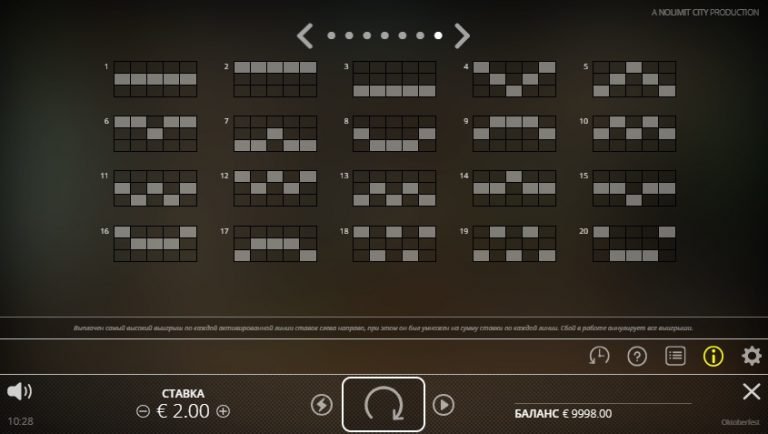 A NOLIMIT CITY PRODUCTION
1 2 3 4 5
6 7 8 9 10
11 12 13 14 15
16 17 18 19 20
Выплачен самый высокий выигрыш по каждой активированной линии ставок слева направо, при этом он был умножен на сумму ставки по каждой линии. Сбой в работе аннулирует все выигрыши.
СТАВКА
€ 2.00
БАЛАНС € 9998.00
10:28
Oktoberfest